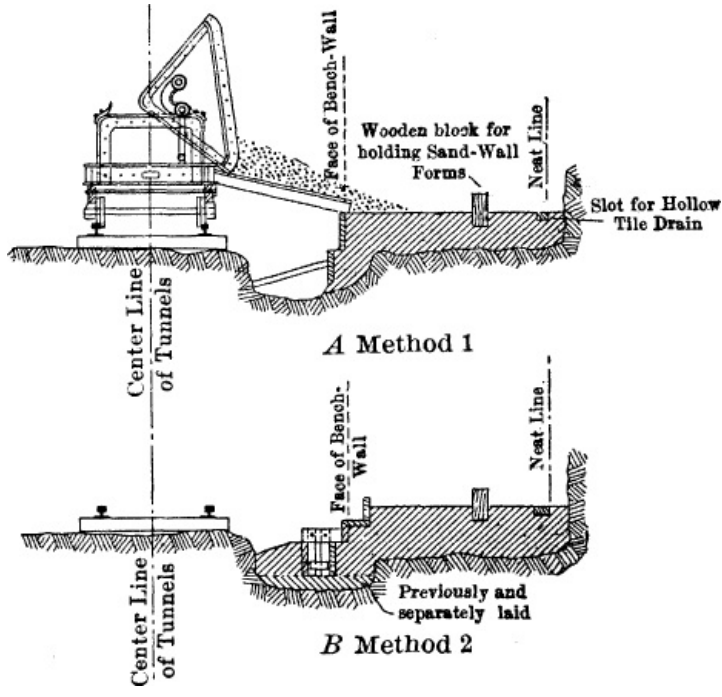 Face of Bench-Wall
Wooden block for
holding Sand-Wall
Forms
Neat Line
Slot for Hollow
Tile Drain
Center Line
of Tunnels
A Method 1
Face of Bench-
Wall
Neat Line
Center Line
of Tunnels
Previously and
separately laid
B Method 2